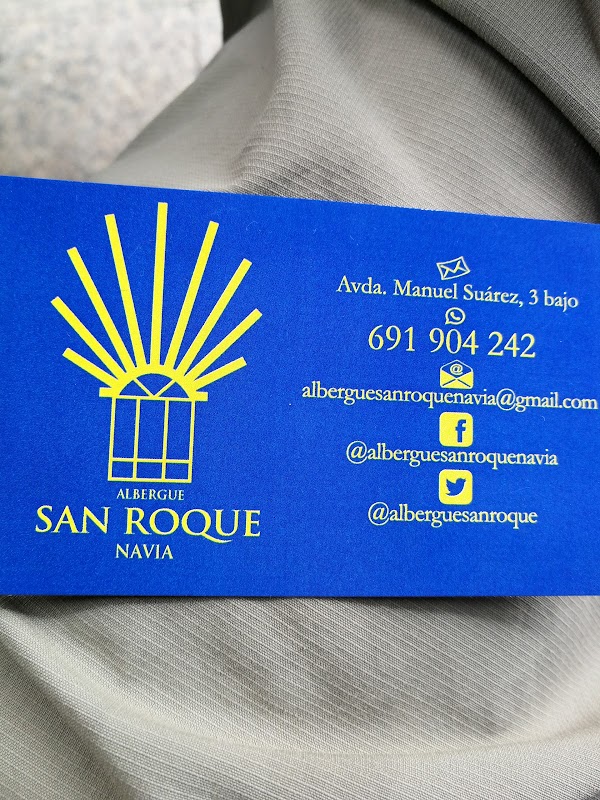 ALBERGUE
SAN ROQUE
NAVIA
Avda. Manuel Suárez, 3 bajo
691 904 242
alberguesanroquenavia@gmail.com
@alberguesanroquenavia
@alberguesanroque